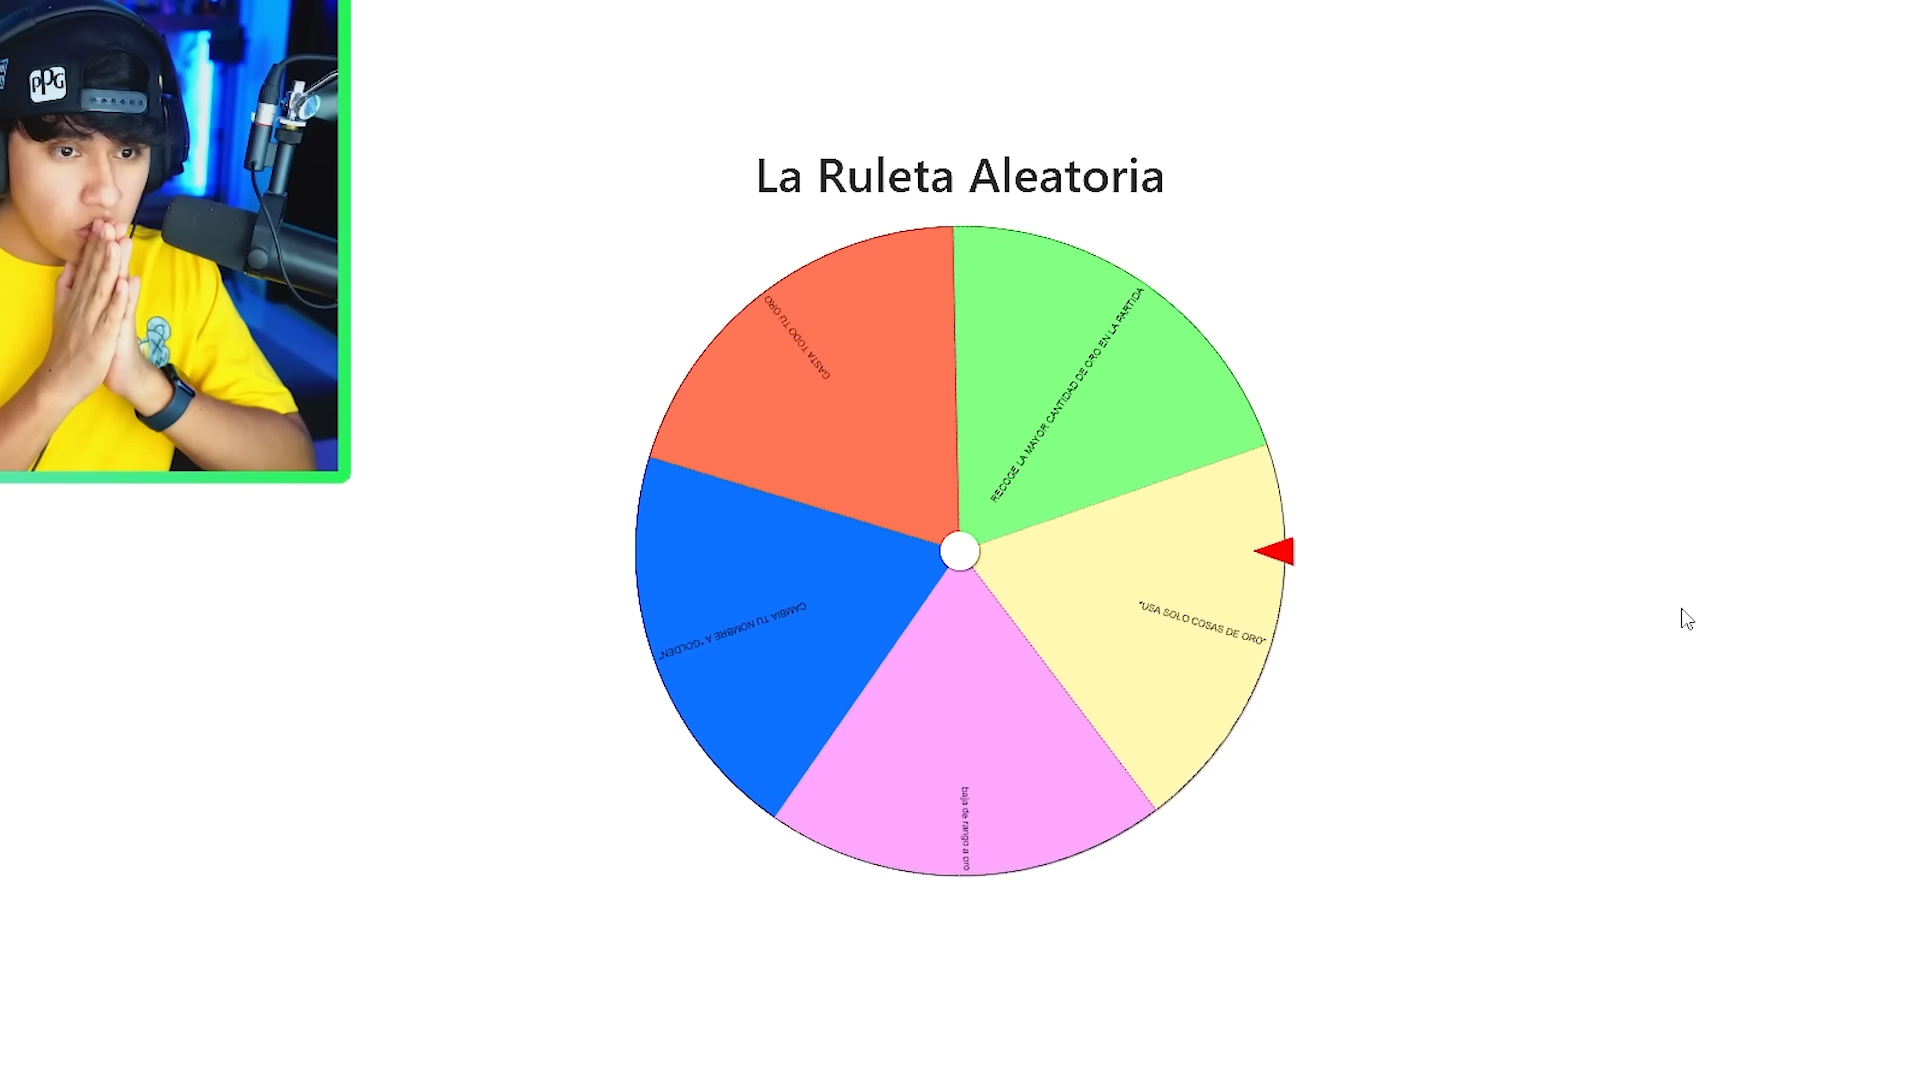 PPG
La Ruleta Aleatoria
GASTA TODO TU ORO
RECOGE LA MAYOR CANTIDAD DE ORO EN LA PARTIDA
"USA SOLO COSAS DE ORO"
CAMBIA TU NOMBRE A "GOLDEN"
baja de rango a oro